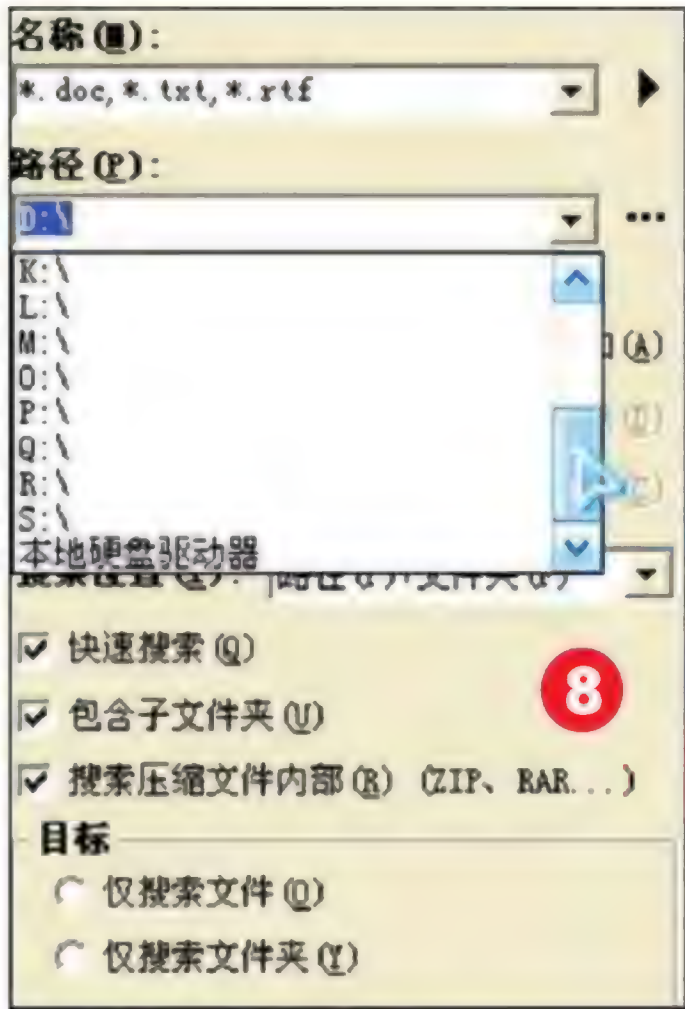 名称(N):
*.doc,*.txt,*.rtf
路径(P):
D:\
K:\
L:\
M:\
O:\
(A)
P:\
(D)
Q:\
R:\
S:\
本地硬盘驱动器
快速搜索(Q)
8
包含子文件夹(U)
搜索压缩文件内部(R) (ZIP、RAR...)
目标
仅搜索文件(O)
仅搜索文件夹(Y)